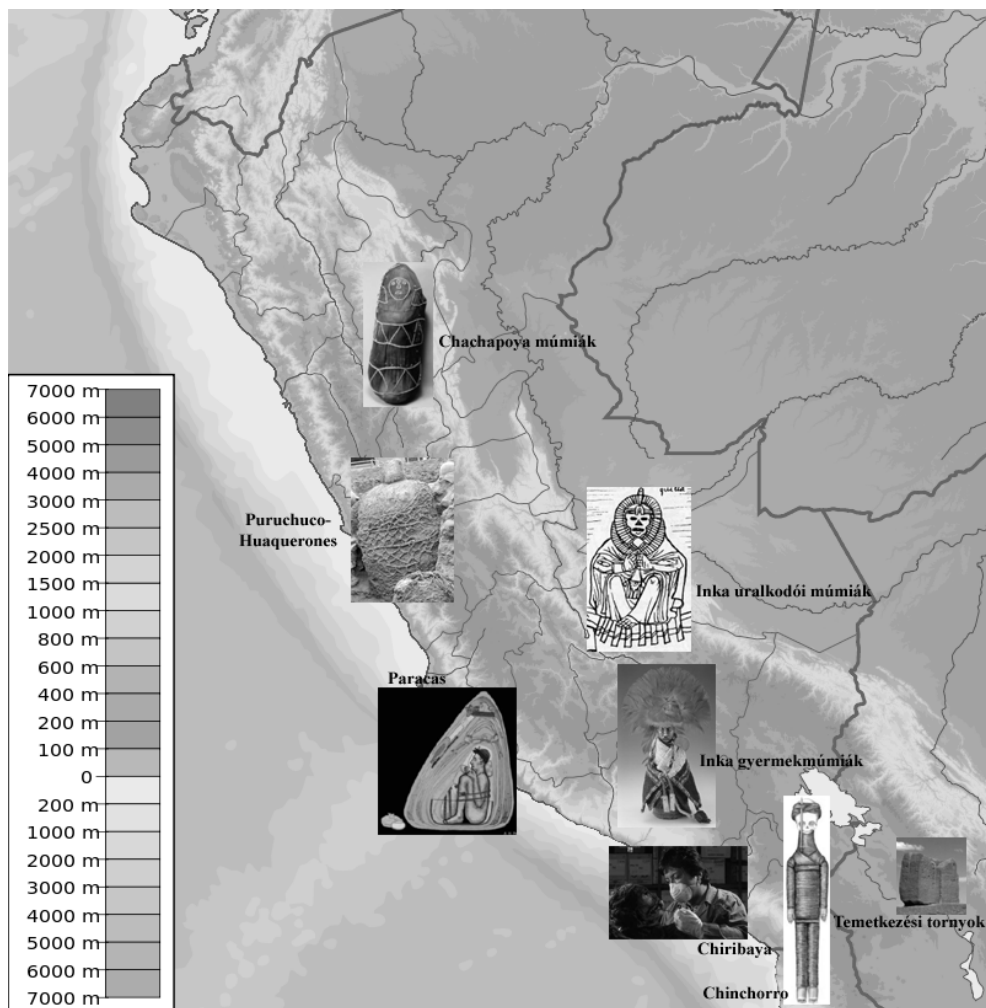 Chachapoya múmiák
7000 m
6000 m
5000 m
4000 m
3000 m
2500 m
2000 m
1500 m
1000 m
800 m
600 m
400 m
200 m
100 m
0
200 m
1000 m
2000 m
3000 m
4000 m
5000 m
6000 m
7000 m
Puruchuco-
Huaquerones
Inka uralkodói múmiák
Paracas
Inka gyermekmúmiák
Temetkezési tornyok
Chiribaya
Chinchorro